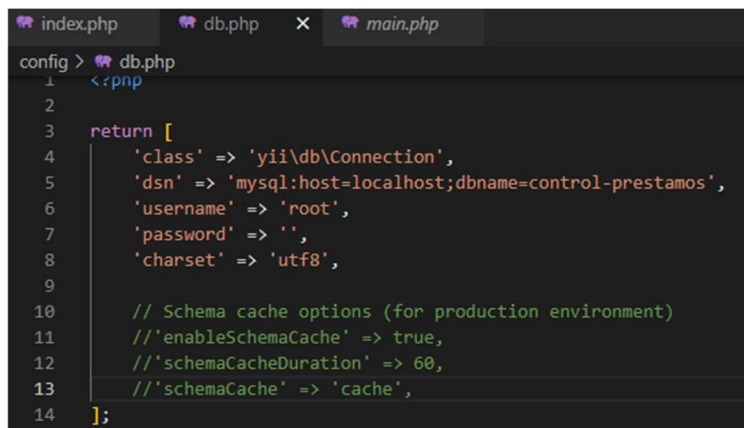 index.php db.php × main.php
config > db.php
1 <?php
2
3 return [
4 'class' => 'yii\db\Connection',
5 'dsn' => 'mysql:host=localhost;dbname=control-prestamos',
6 'username' => 'root',
7 'password' => '',
8 'charset' => 'utf8',
9
10 // Schema cache options (for production environment)
11 //'enableSchemaCache' => true,
12 //'schemaCacheDuration' => 60,
13 //'schemaCache' => 'cache',
14 ];